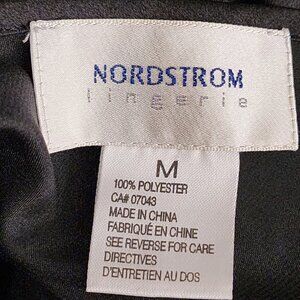 NORDSTROM
lingerie
M
100% POLYESTER
CA# 07043
MADE IN CHINA
FABRIQUÉ EN CHINE
SEE REVERSE FOR CARE
DIRECTIVES
D'ENTRETIEN AU DOS